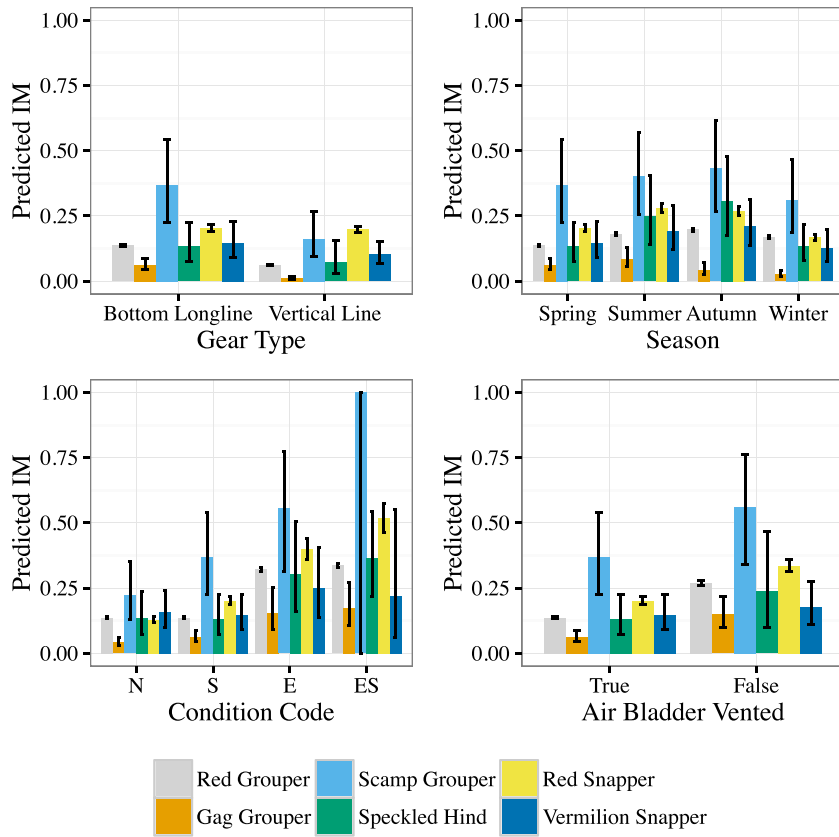 Predicted IM
1.00
0.75
0.50
0.25
0.00
Bottom Longline Vertical Line
Gear Type
Predicted IM
1.00
0.75
0.50
0.25
0.00
Spring Summer Autumn Winter
Season
Predicted IM
1.00
0.75
0.50
0.25
0.00
N S E ES
Condition Code
Predicted IM
1.00
0.75
0.50
0.25
0.00
True False
Air Bladder Vented
Red Grouper Scamp Grouper Red Snapper
Gag Grouper Speckled Hind Vermilion Snapper